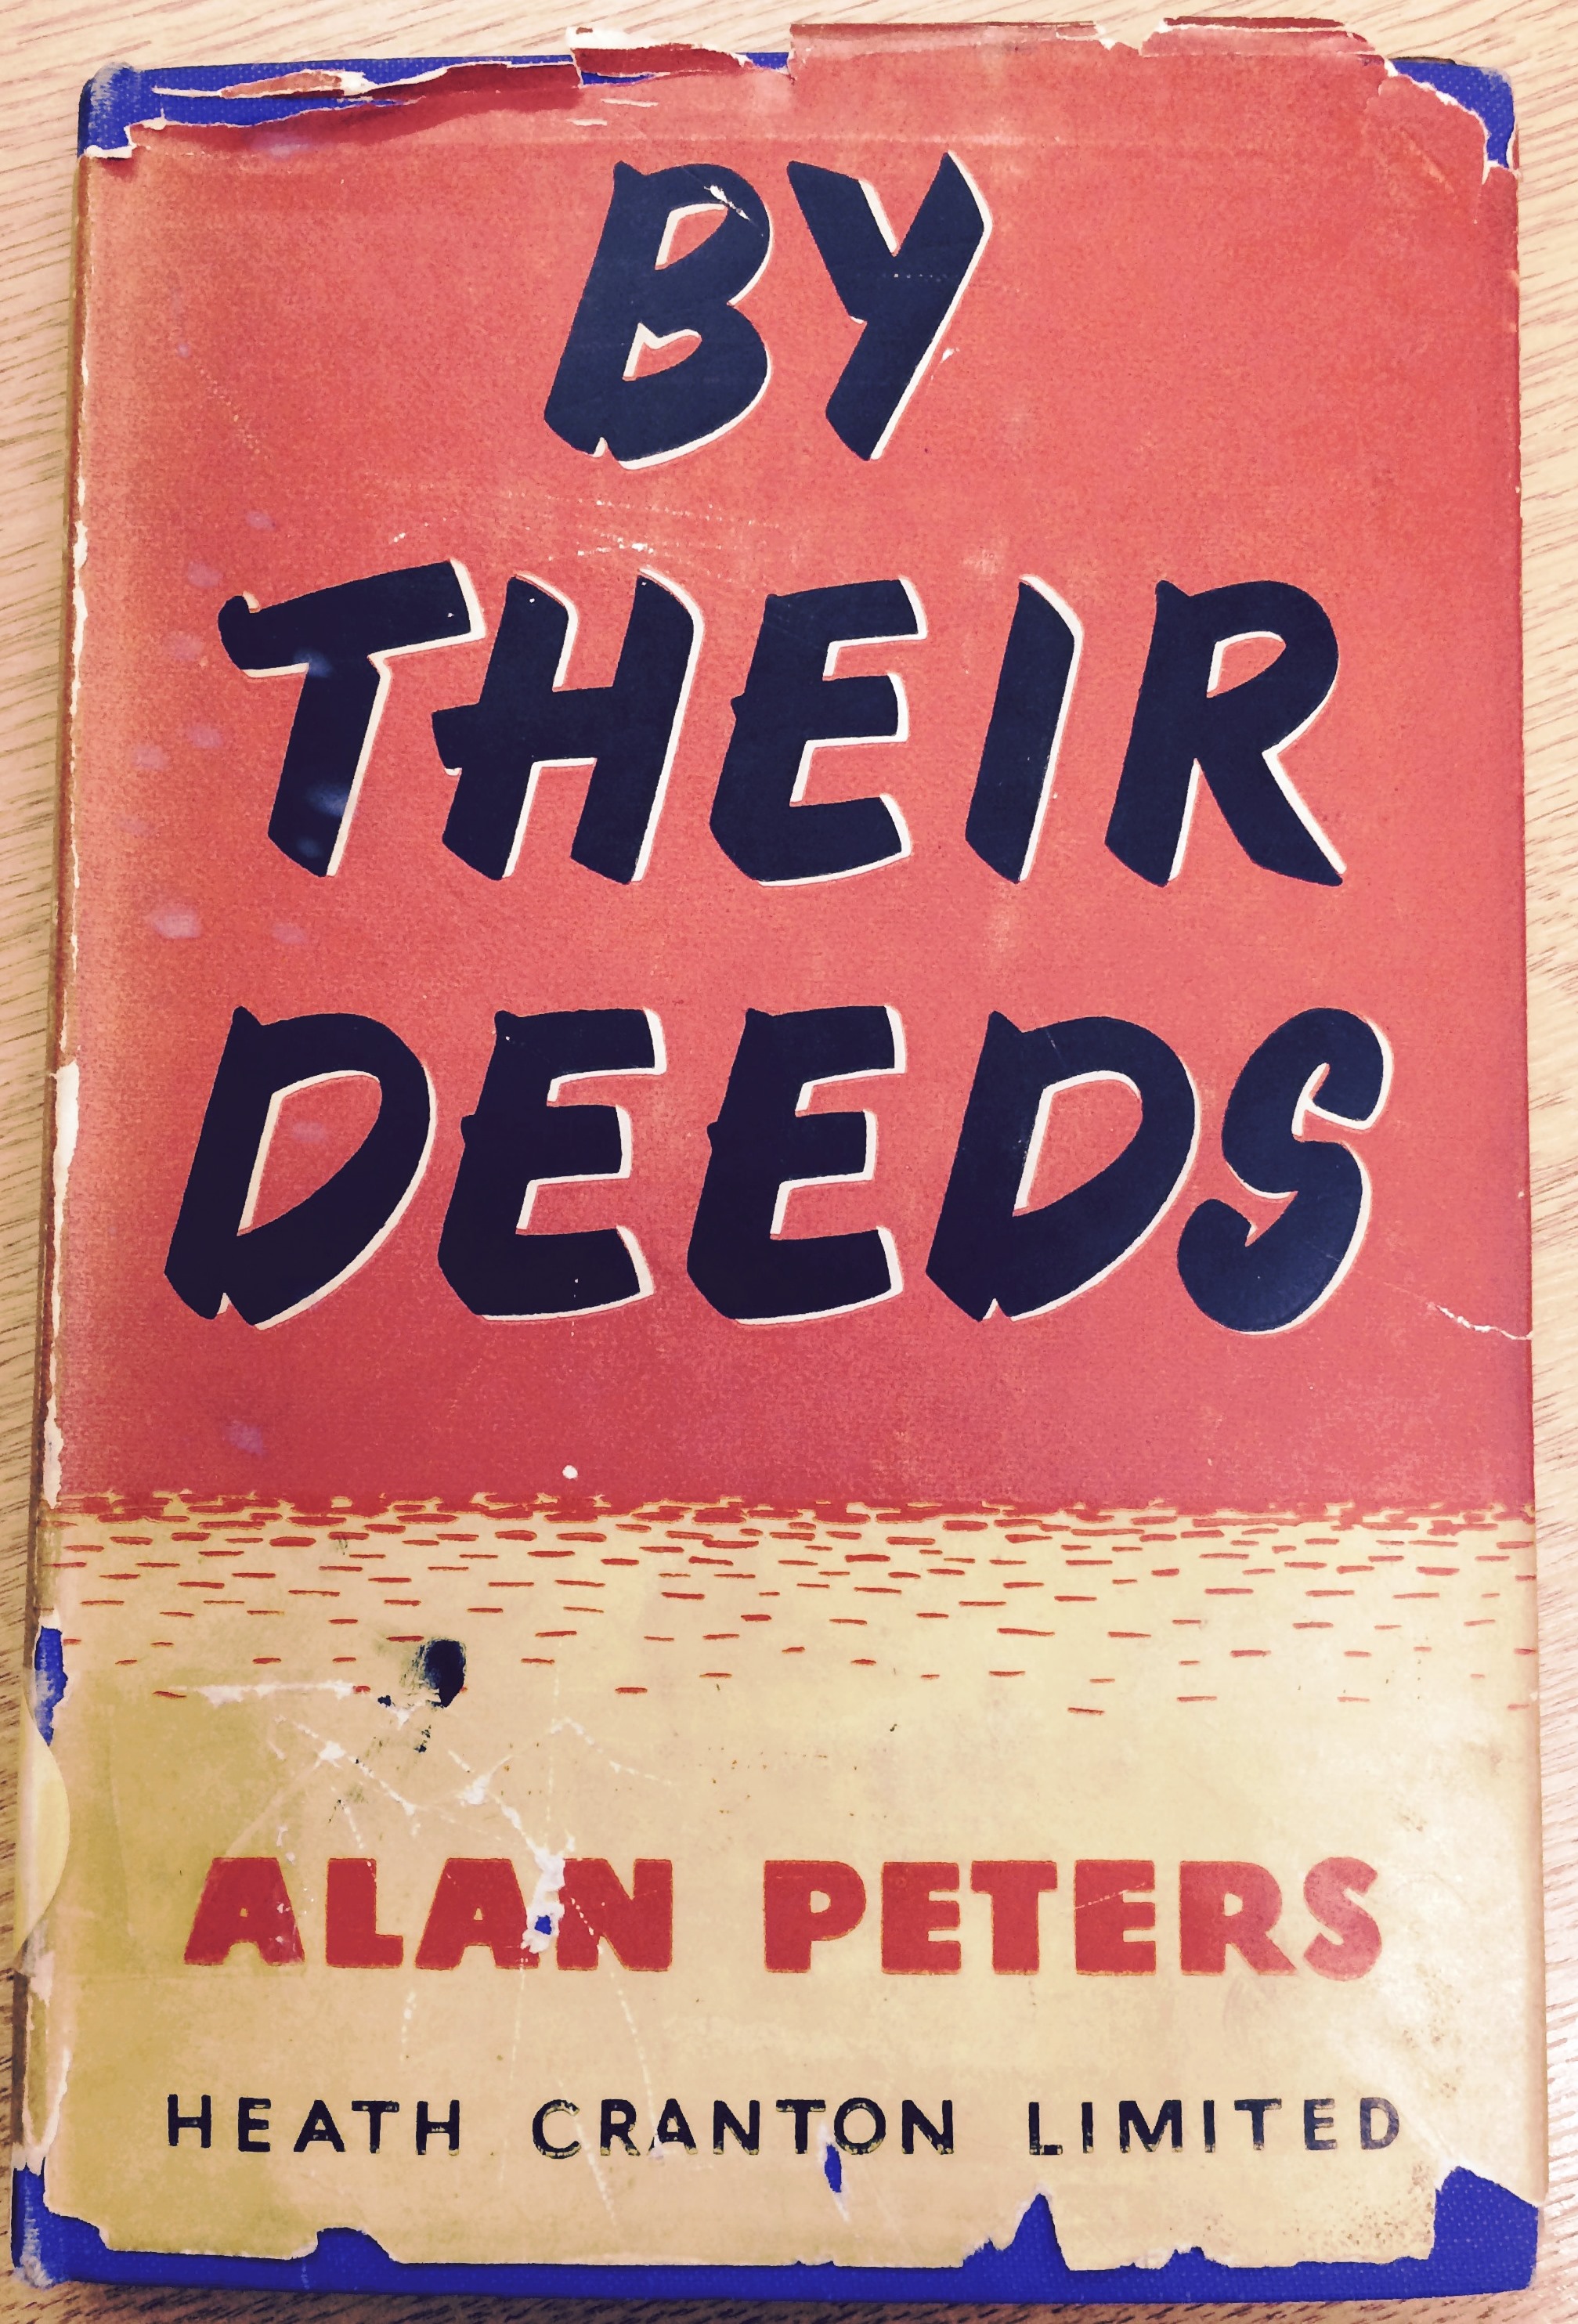 BY
THEIR
DEEDS
ALAN PETERS
HEATH CRANTON LIMITED